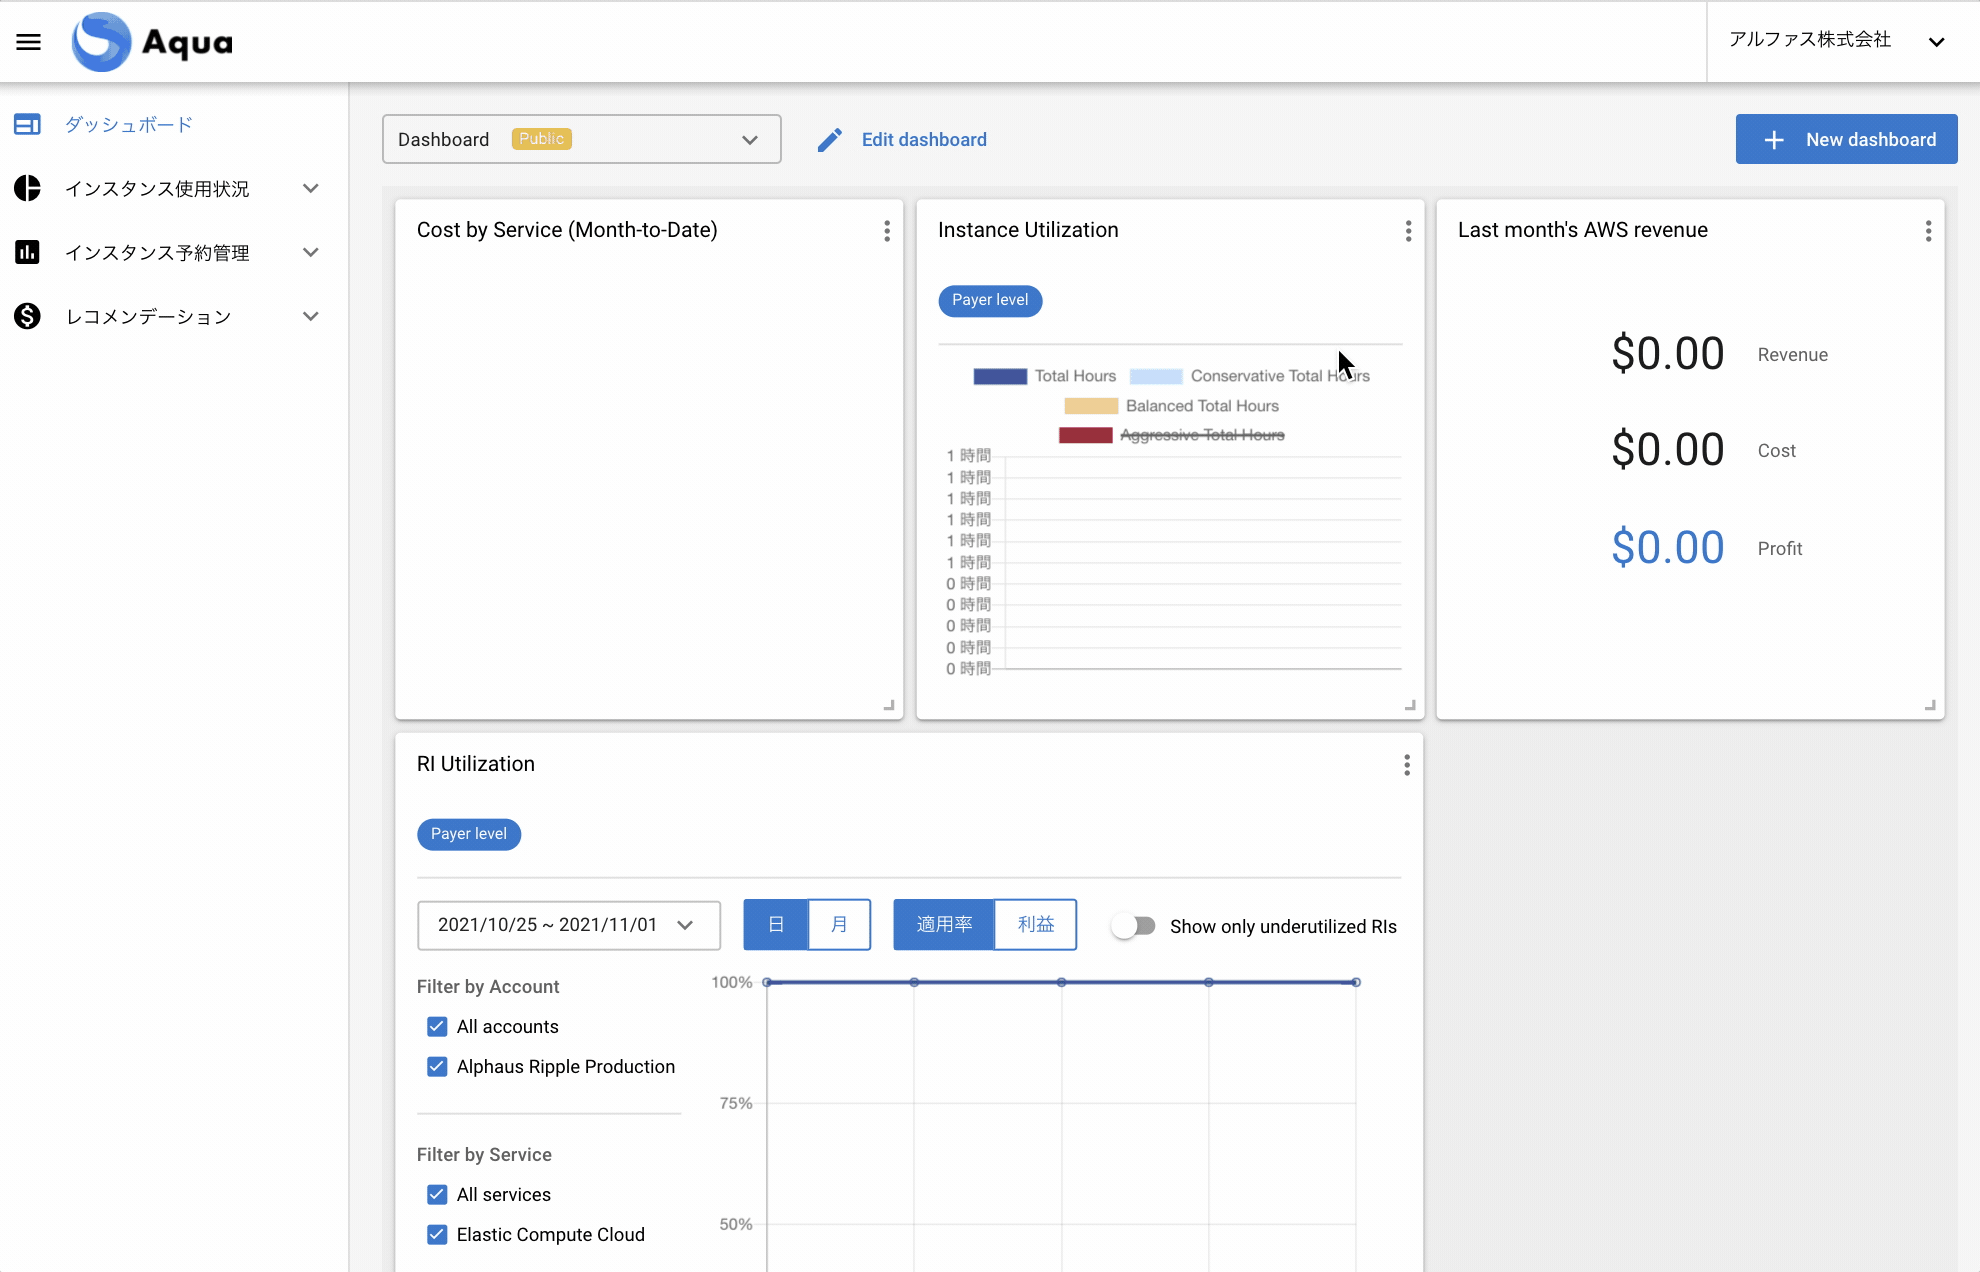 Aqua
アルファス株式会社
ダッシュボード
インスタンス使用状況
インスタンス予約管理
レコメンデーション
Dashboard Public
Edit dashboard
New dashboard
Cost by Service (Month-to-Date)
Instance Utilization
Payer level
Total Hours Conservative Total Hours
Balanced Total Hours
Aggressive Total Hours
1 時間
1 時間
1 時間
1 時間
1 時間
1 時間
0 時間
0 時間
0 時間
0 時間
0 時間
Last month's AWS revenue
$0.00 Revenue
$0.00 Cost
$0.00 Profit
RI Utilization
Payer level
2021/10/25 ~ 2021/11/01
日 月
適用率 利益
Show only underutilized RIs
Filter by Account
All accounts
Alphaus Ripple Production
Filter by Service
All services
Elastic Compute Cloud
100%
75%
50%